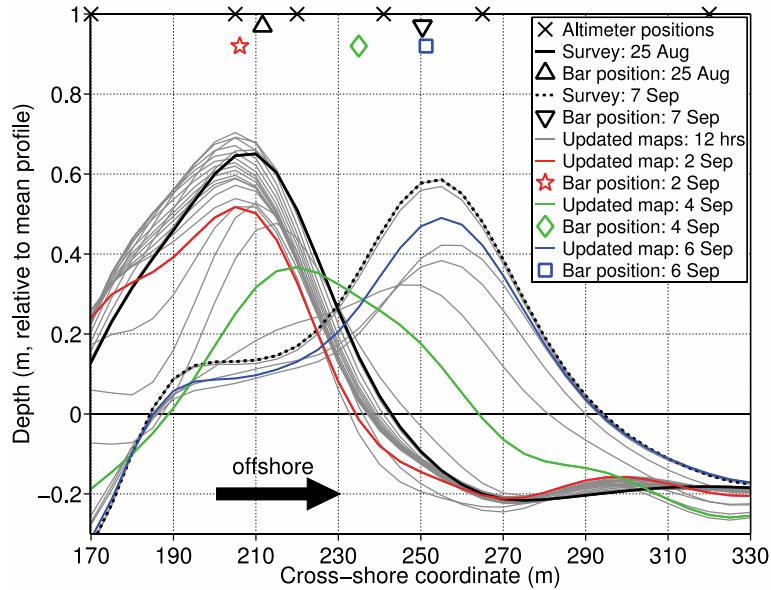 1
0.8
0.6
0.4
0.2
0
−0.2
Depth (m, relative to mean profile)
Altimeter positions
Survey: 25 Aug
Bar position: 25 Aug
Survey: 7 Sep
Bar position: 7 Sep
Updated maps: 12 hrs
Updated map: 2 Sep
Bar position: 2 Sep
Updated map: 4 Sep
Bar position: 4 Sep
Updated map: 6 Sep
Bar position: 6 Sep
offshore
170 190 210 230 250 270 290 310 330
Cross−shore coordinate (m)